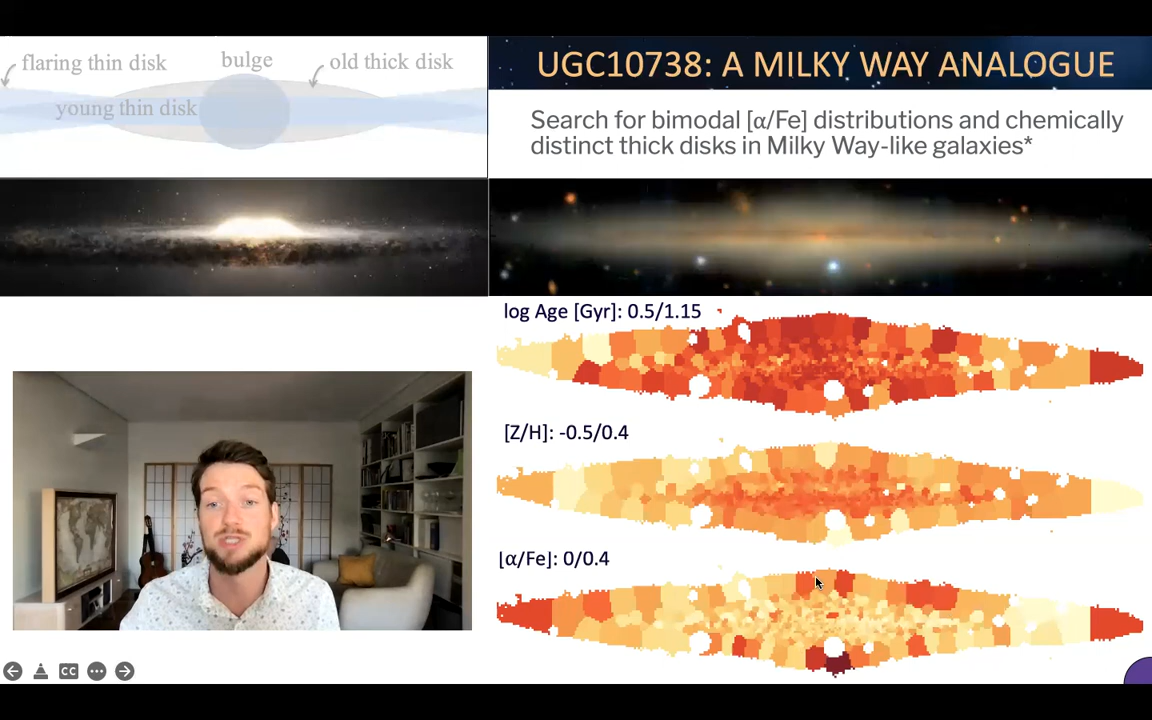 flaring thin disk
bulge
old thick disk
young thin disk
UGC10738: A MILKY WAY ANALOGUE
Search for bimodal [α/Fe] distributions and chemically
distinct thick disks in Milky Way-like galaxies*
log Age [Gyr]: 0.5/1.15
[Z/H]: -0.5/0.4
[α/Fe]: 0/0.4
CC